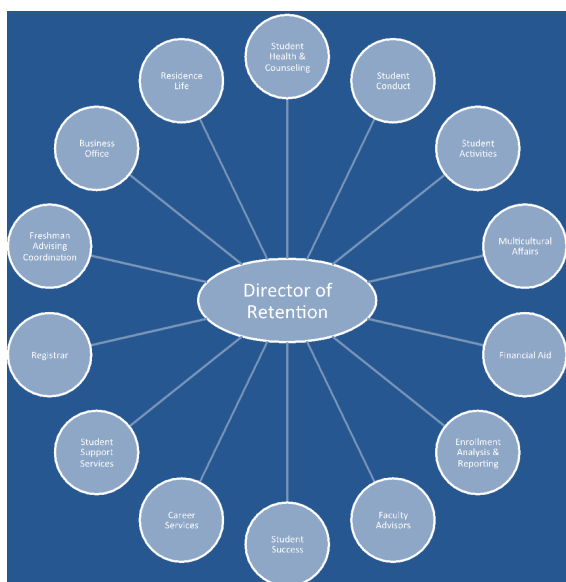 Student
Health &
Counseling
Student
Conduct
Student
Activities
Multicultural
Affairs
Financial Aid
Enrollment
Analysis &
Reporting
Faculty
Advisors
Student
Success
Career
Services
Student
Support
Services
Registrar
Freshman
Advising
Coordination
Business
Office
Residence
Life
Director of
Retention